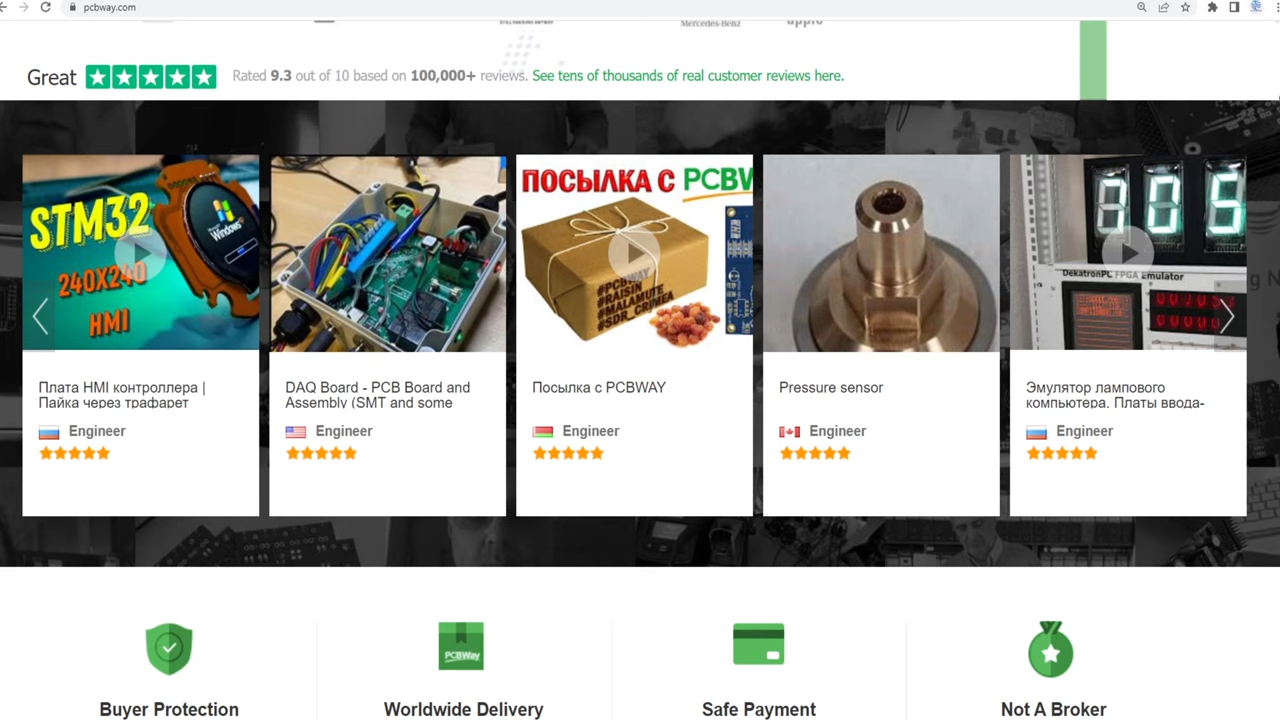 pcbway.com
Mercedes-Benz
apple
Great
Rated 9.3 out of 10 based on 100,000+ reviews. See tens of thousands of real customer reviews here.
STM32
240X240
HMI
Windows
ПОСЫЛКА С PCBW
#RAISIN
#MALAMUTE
#SDR_CRIMEA
DekatronPC FPGA Emulator
Плата HMI контроллера |
Пайка через трафарет
Engineer
DAQ Board - PCB Board and
Assembly (SMT and some
Engineer
Посылка с PCBWAY
Engineer
Pressure sensor
Engineer
Эмулятор лампового
компьютера. Платы ввода-
Engineer
PCBWay
Buyer Protection
Worldwide Delivery
Safe Payment
Not A Broker